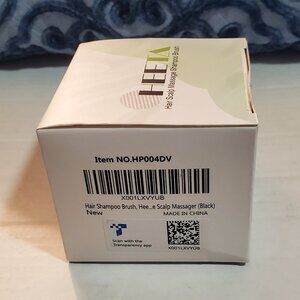 HEETA
Hair Scalp Massage Shampoo Brush
Item NO.HP004DV
X001LXVYUB
Hair Shampoo Brush, Hee...e Scalp Massager (Black)
New
MADE IN CHINA
Scan with the
Transparency app
X001LXVYUB